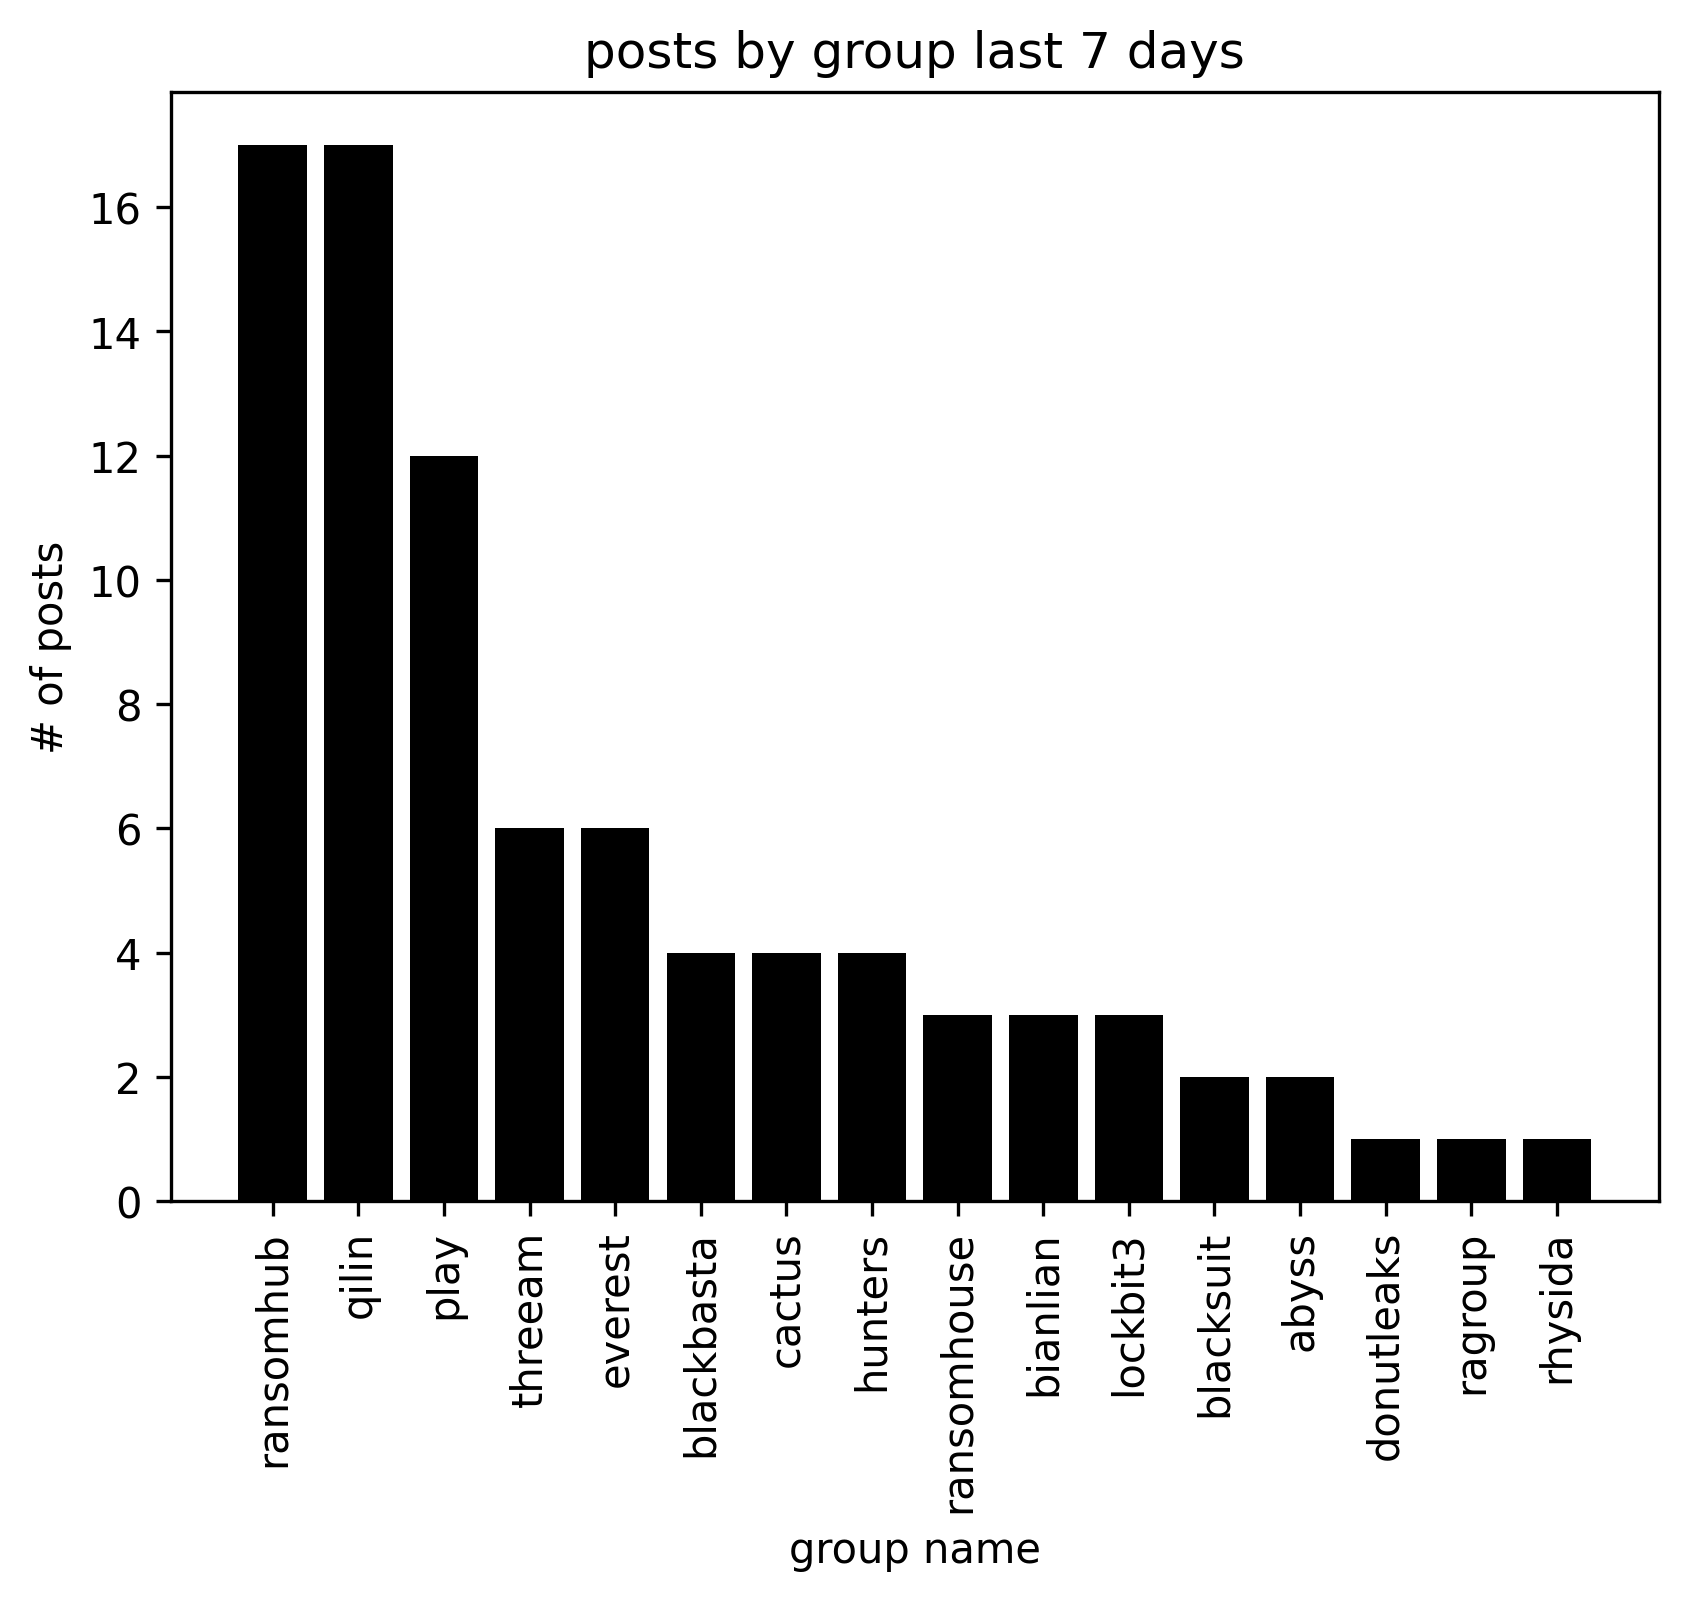 posts by group last 7 days
# of posts
16
14
12
10
8
6
4
2
0
ransomhub
qilin
play
threeam
everest
blackbasta
cactus
hunters
ransomhouse
bianlian
lockbit3
blacksuit
abyss
donutleaks
ragroup
rhysida
group name